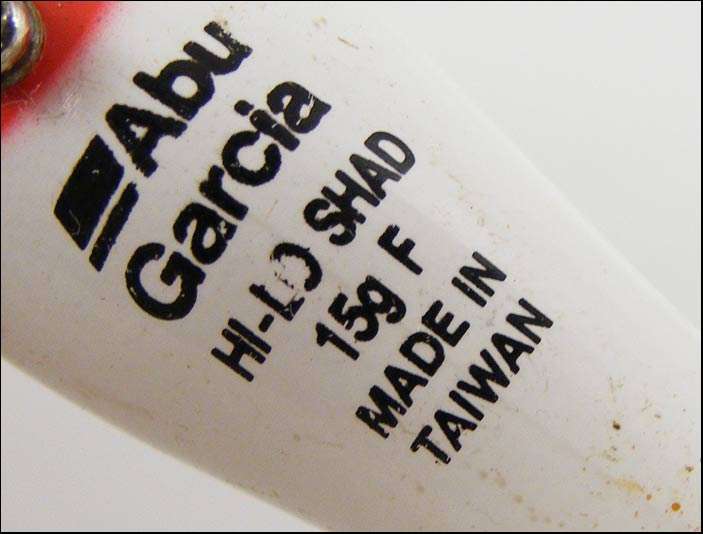 Abu
Garcia
HI-LO SHAD
15g F
MADE IN
TAIWAN